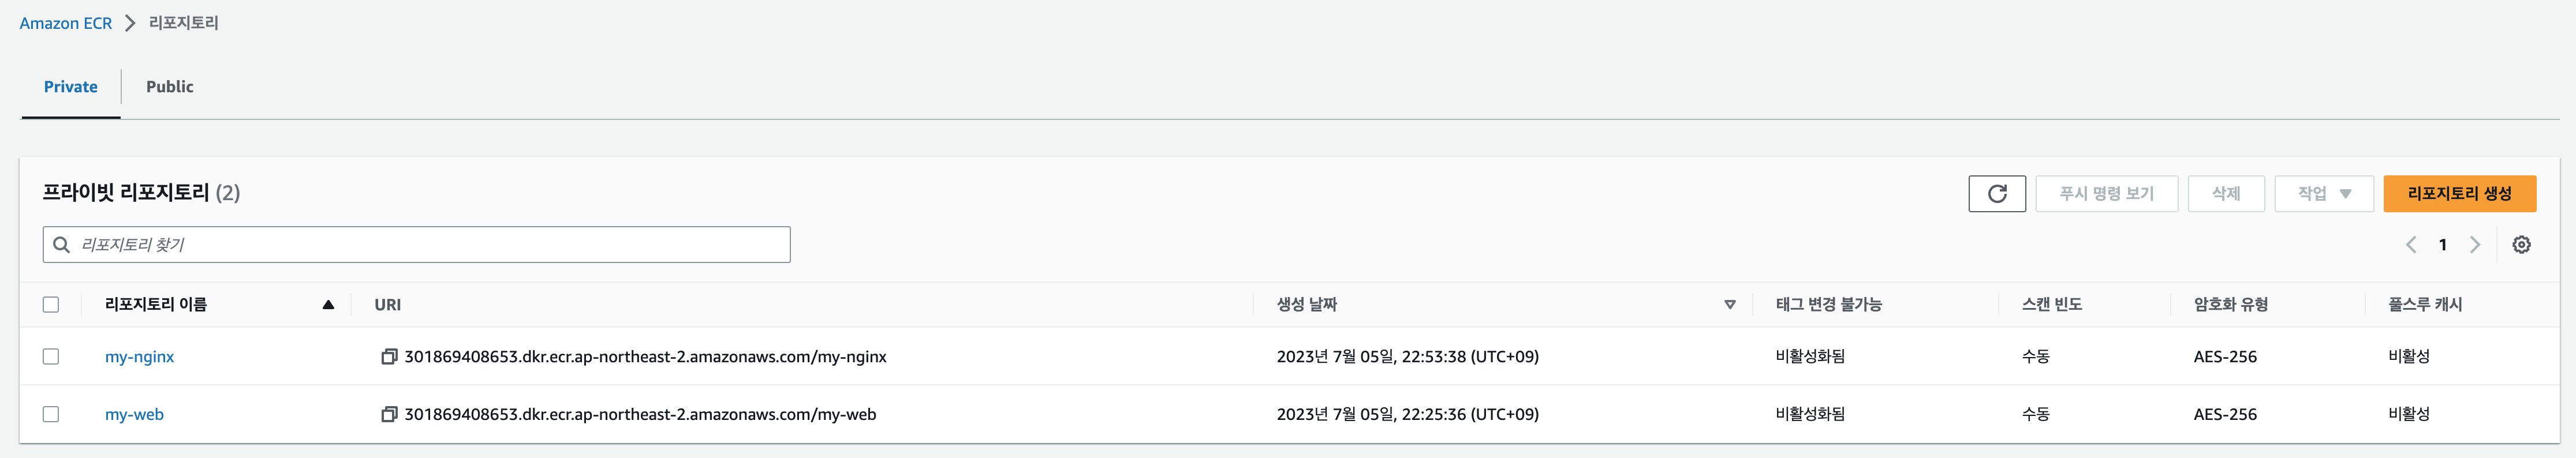 Amazon ECR > 리포지토리
Private Public
프라이빗 리포지토리 (2)
푸시 명령 보기 삭제 작업 리포지토리 생성
리포지토리 찾기
1
리포지토리 이름 URI 생성 날짜 태그 변경 불가능 스캔 빈도 암호화 유형 풀스루 캐시
my-nginx 301869408653.dkr.ecr.ap-northeast-2.amazonaws.com/my-nginx 2023년 7월 05일, 22:53:38 (UTC+09) 비활성화됨 수동 AES-256 비활성
my-web 301869408653.dkr.ecr.ap-northeast-2.amazonaws.com/my-web 2023년 7월 05일, 22:25:36 (UTC+09) 비활성화됨 수동 AES-256 비활성